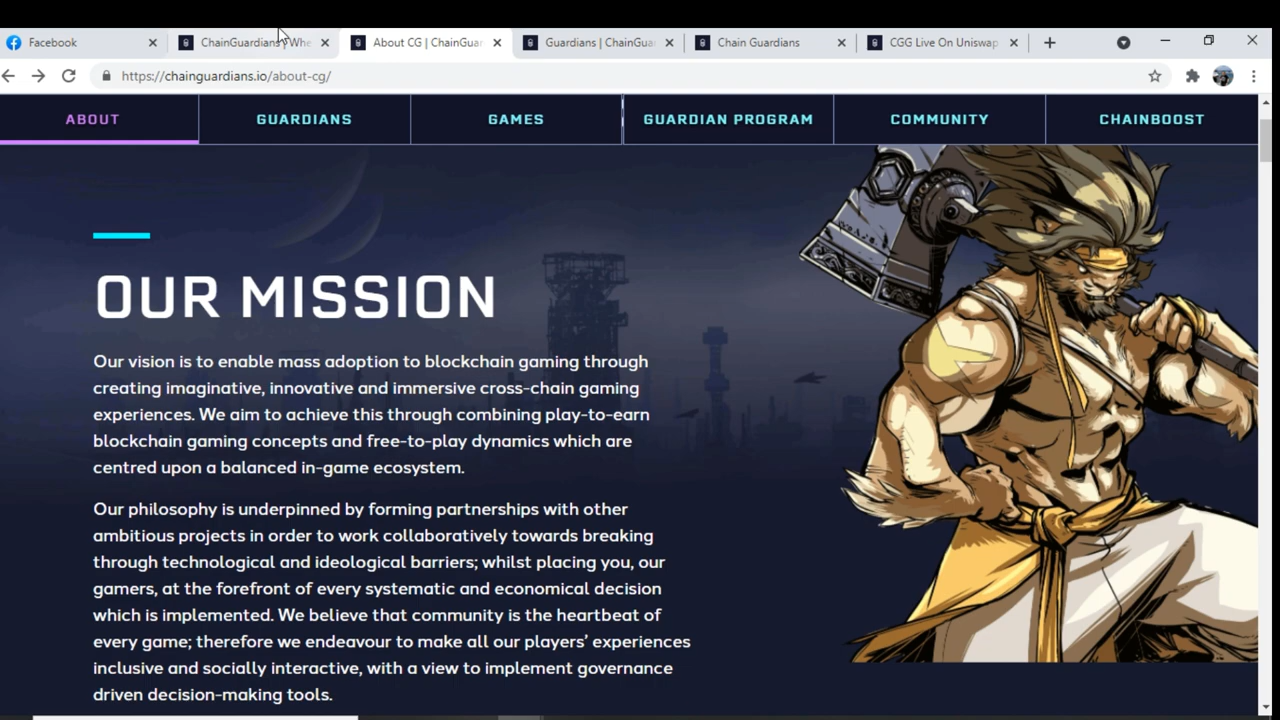 Facebook
ChainGuardians | Whe
About CG | ChainGuar
Guardians | ChainGua
Chain Guardians
CGG Live On Uniswap
https://chainguardians.io/about-cg/
ABOUT
GUARDIANS
GAMES
GUARDIAN PROGRAM
COMMUNITY
CHAINBOOST
OUR MISSION
Our vision is to enable mass adoption to blockchain gaming through
creating imaginative, innovative and immersive cross-chain gaming
experiences. We aim to achieve this through combining play-to-earn
blockchain gaming concepts and free-to-play dynamics which are
centred upon a balanced in-game ecosystem.
Our philosophy is underpinned by forming partnerships with other
ambitious projects in order to work collaboratively towards breaking
through technological and ideological barriers; whilst placing you, our
gamers, at the forefront of every systematic and economical decision
which is implemented. We believe that community is the heartbeat of
every game; therefore we endeavour to make all our players’ experiences
inclusive and socially interactive, with a view to implement governance
driven decision-making tools.